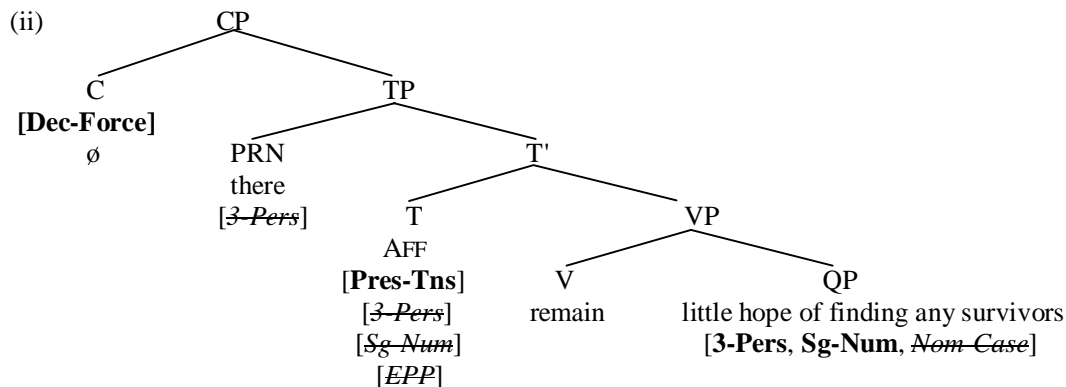 (ii) CP
C TP
[Dec-Force]
ø PRN T'
there
[3-Pers] T VP
AFF
[Pres-Tns] V QP
[3-Pers] remain little hope of finding any survivors
[Sg-Num] [3-Pers, Sg-Num, Nom-Case]
[EPP]